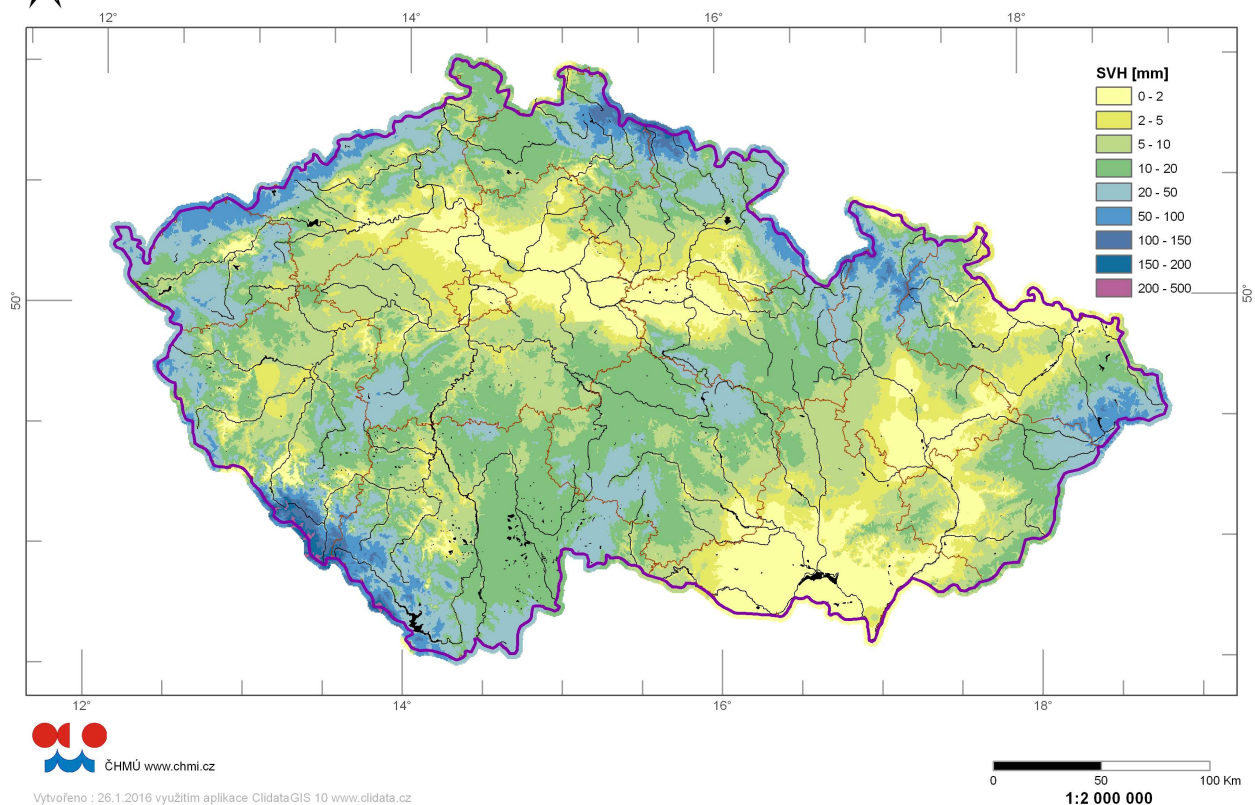 12° 14° 16° 18°
SVH [mm]
0 - 2
2 - 5
5 - 10
10 - 20
20 - 50
50 - 100
100 - 150
150 - 200
200 - 500
50° 50°
12° 14° 16° 18°
ČHMÚ www.chmi.cz
0 50 100 Km
1:2 000 000
Vytvořeno : 26.1.2016 využitím aplikace ClidataGIS 10 www.clidata.cz